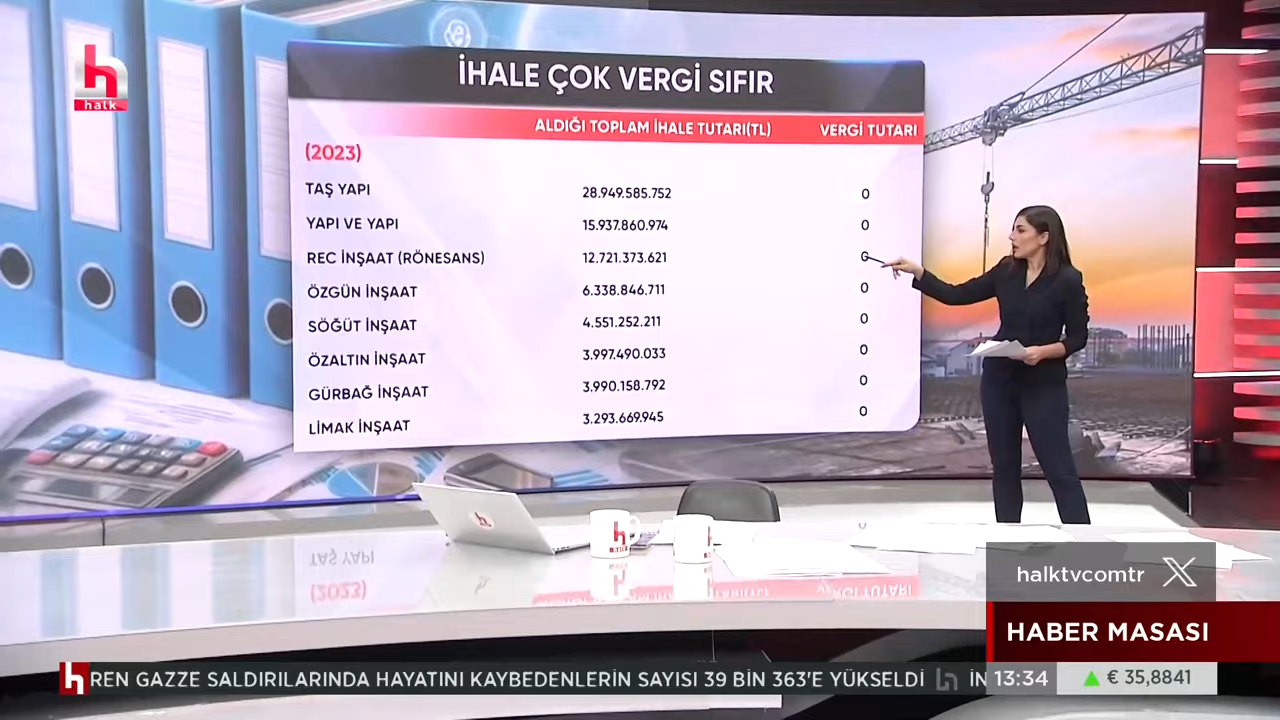 h
halk
İHALE ÇOK VERGİ SIFIR
ALDIĞI TOPLAM İHALE TUTARI(TL) VERGİ TUTARI
(2023)
TAŞ YAPI 28.949.585.752 0
YAPI VE YAPI 15.937.860.974 0
REC İNŞAAT (RÖNESANS) 12.721.373.621 0
ÖZGÜN İNŞAAT 6.338.846.711 0
SÖĞÜT İNŞAAT 4.551.252.211 0
ÖZALTIN İNŞAAT 3.997.490.033 0
GÜRBAĞ İNŞAAT 3.990.158.792 0
LİMAK İNŞAAT 3.293.669.945 0
h
halk
halktvcomtr X
HABER MASASI
h REN GAZZE SALDIRILARINDA HAYATINI KAYBEDENLERİN SAYISI 39 BİN 363'E YÜKSELDİ h İN 13:34 € 35,8841